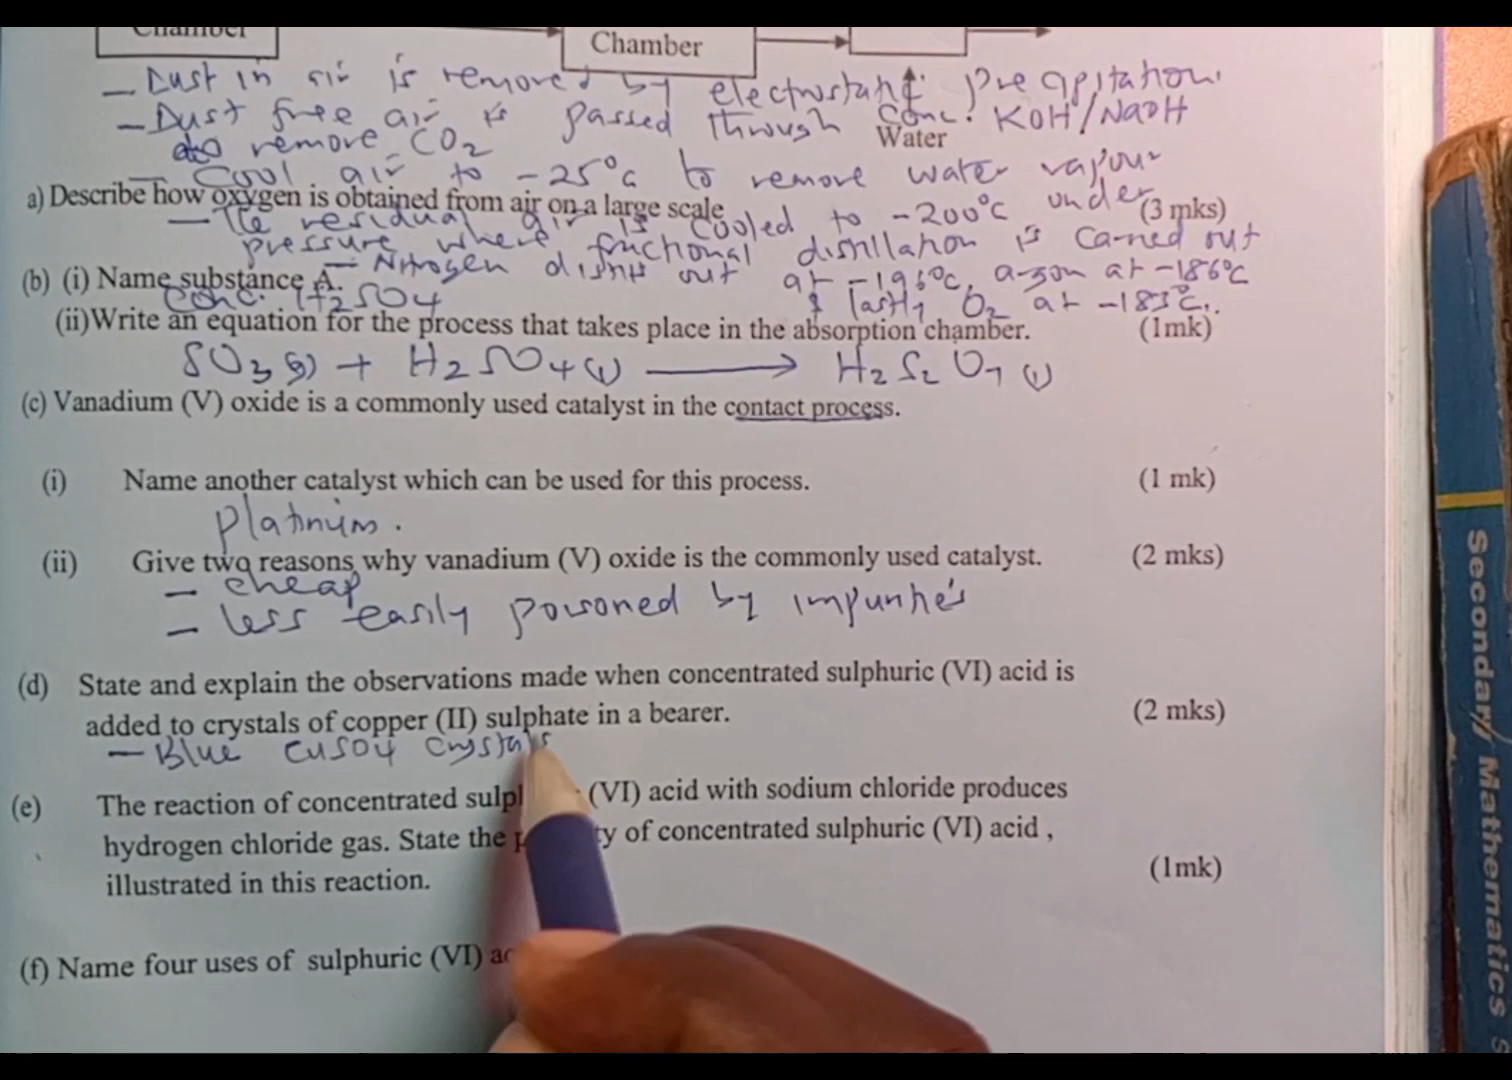 Chamber
Chamber
- Dust in air is removed by electrostatic precipitation.
- Dust free air is passed through conc. KOH/NaOH
Water
to remove CO2
- Cool air to -25°c to remove water vapour
a) Describe how oxygen is obtained from air on a large scale (3 mks)
- The residual air is cooled to -200°c under
pressure where fractional distillation is carried out
- Nitrogen distils out at -196°c, argon at -186°c
& lastly O2 at -183°c.
(b) (i) Name substance A.
conc. H2SO4
(ii)Write an equation for the process that takes place in the absorption chamber. (1mk)
SO3(g) + H2SO4(l) → H2S2O7(l)
(c) Vanadium (V) oxide is a commonly used catalyst in the contact process.
(i) Name another catalyst which can be used for this process. (1 mk)
platinum.
(ii) Give two reasons why vanadium (V) oxide is the commonly used catalyst. (2 mks)
- cheap
- less easily poisoned by impurities
(d) State and explain the observations made when concentrated sulphuric (VI) acid is
added to crystals of copper (II) sulphate in a bearer. (2 mks)
- Blue CuSO4 crystals
(e) The reaction of concentrated (VI) acid with sodium chloride produces
hydrogen chloride gas. State the of concentrated sulphuric (VI) acid ,
illustrated in this reaction. (1mk)
(f) Name four uses of sulphuric (VI)
Secondary Mathematics